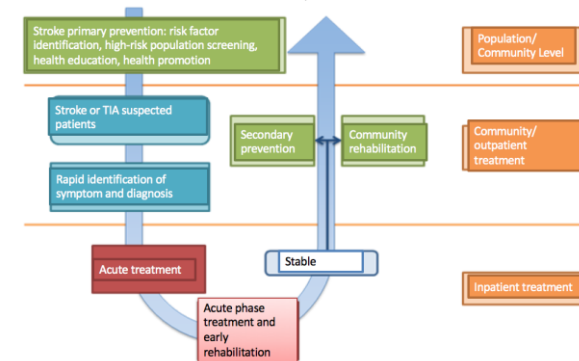 Stroke primary prevention: risk factor
identification, high-risk population screening,
health education, health promotion
Population/
Community Level
Stroke or TIA suspected
patients
Secondary
prevention
Community
rehabilitation
Community/
outpatient
treatment
Rapid identification of
symptom and diagnosis
Stable
Acute treatment
Inpatient treatment
Acute phase
treatment and
early
rehabilitation